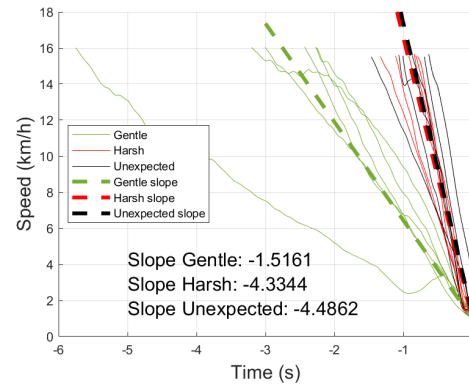 18
16
14
12
10
8
6
4
2
0
Speed (km/h)
Gentle
Harsh
Unexpected
Gentle slope
Harsh slope
Unexpected slope
Slope Gentle: -1.5161
Slope Harsh: -4.3344
Slope Unexpected: -4.4862
-6 -5 -4 -3 -2 -1
Time (s)